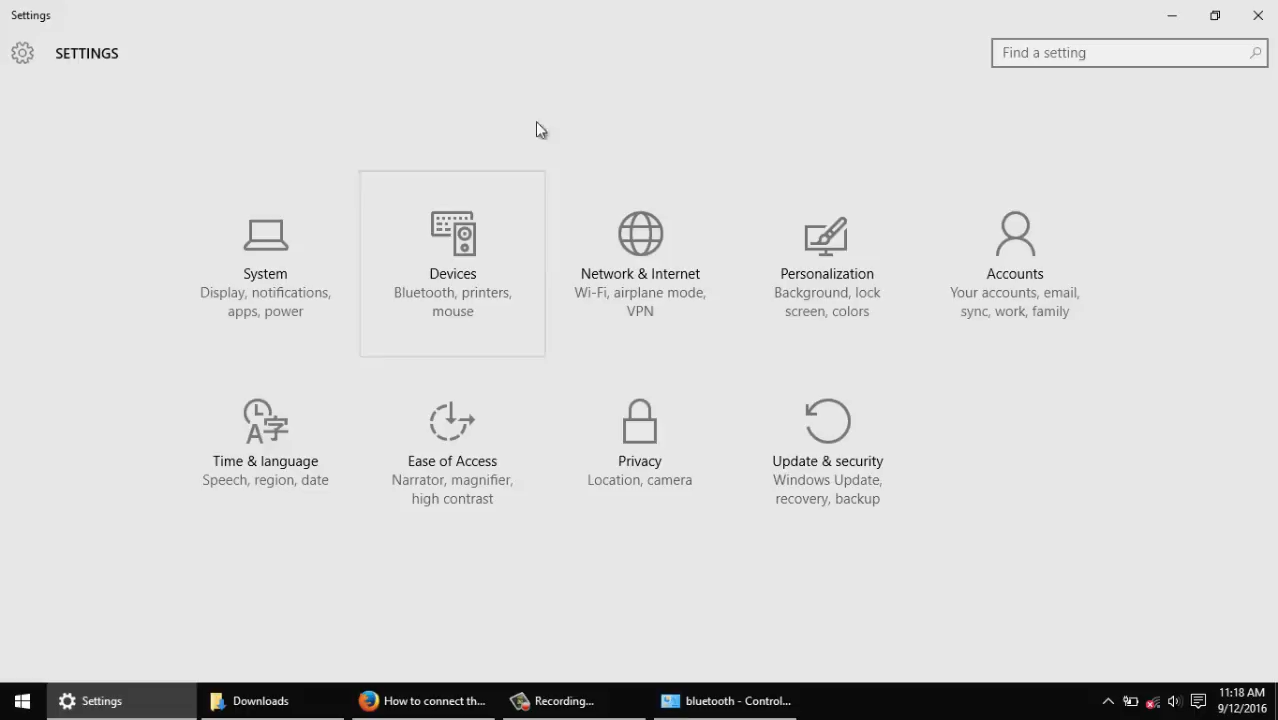 Settings
SETTINGS
Find a setting
System
Display, notifications,
apps, power
Devices
Bluetooth, printers,
mouse
Network & Internet
Wi-Fi, airplane mode,
VPN
Personalization
Background, lock
screen, colors
Accounts
Your accounts, email,
sync, work, family
Time & language
Speech, region, date
Ease of Access
Narrator, magnifier,
high contrast
Privacy
Location, camera
Update & security
Windows Update,
recovery, backup
Settings
Downloads
How to connect th...
Recording...
bluetooth - Control...
11:18 AM
9/12/2016